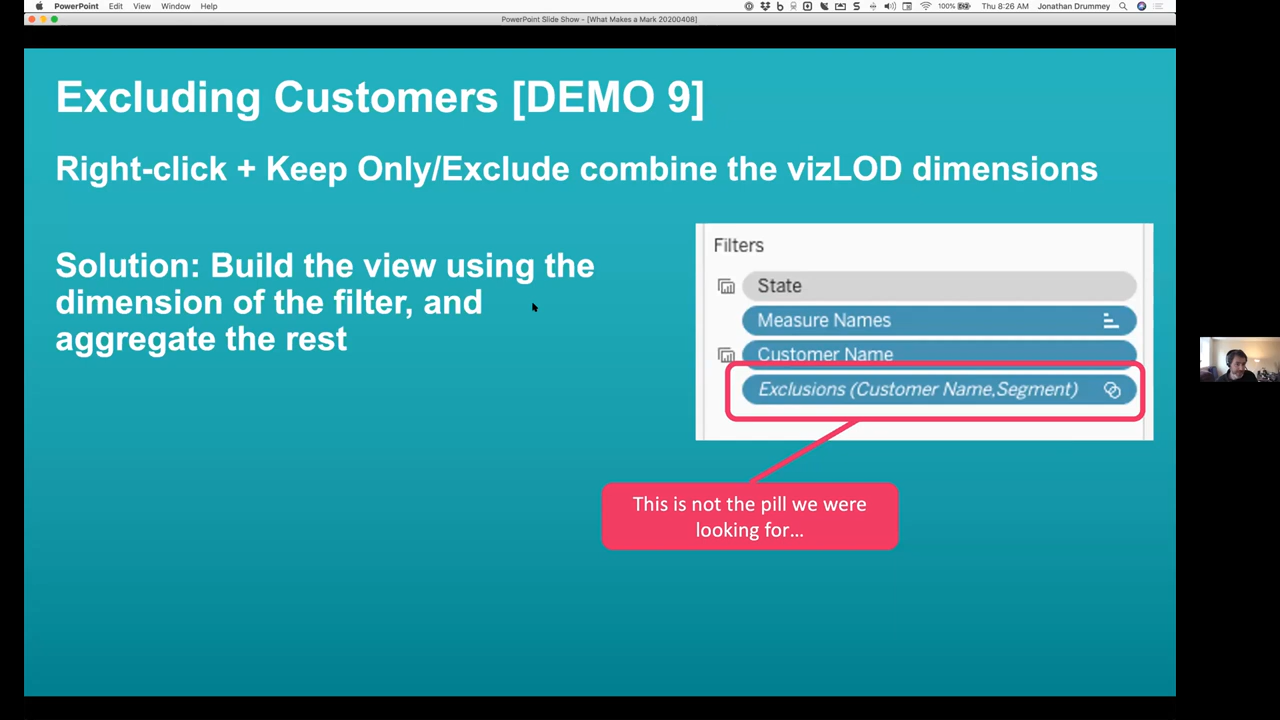 PowerPoint Edit View Window Help 100% Thu 8:26 AM Jonathan Drummey
PowerPoint Slide Show - [What Makes a Mark 20200408]
Excluding Customers [DEMO 9]
Right-click + Keep Only/Exclude combine the vizLOD dimensions
Solution: Build the view using the
dimension of the filter, and
aggregate the rest
Filters
State
Measure Names
Customer Name
Exclusions (Customer Name,Segment)
This is not the pill we were
looking for...